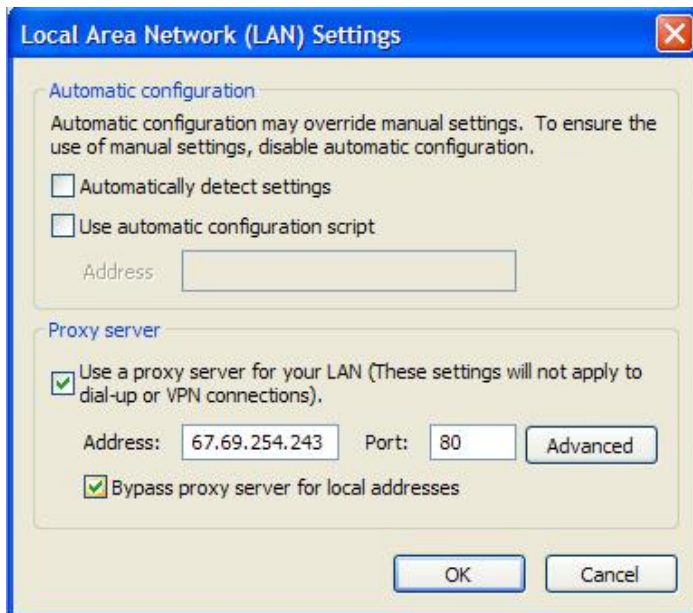 Local Area Network (LAN) Settings
Automatic configuration
Automatic configuration may override manual settings.  To ensure the
use of manual settings, disable automatic configuration.
Automatically detect settings
Use automatic configuration script
Address
Proxy server
Use a proxy server for your LAN (These settings will not apply to
dial-up or VPN connections).
Address: 67.69.254.243 Port: 80 Advanced
Bypass proxy server for local addresses
OK Cancel